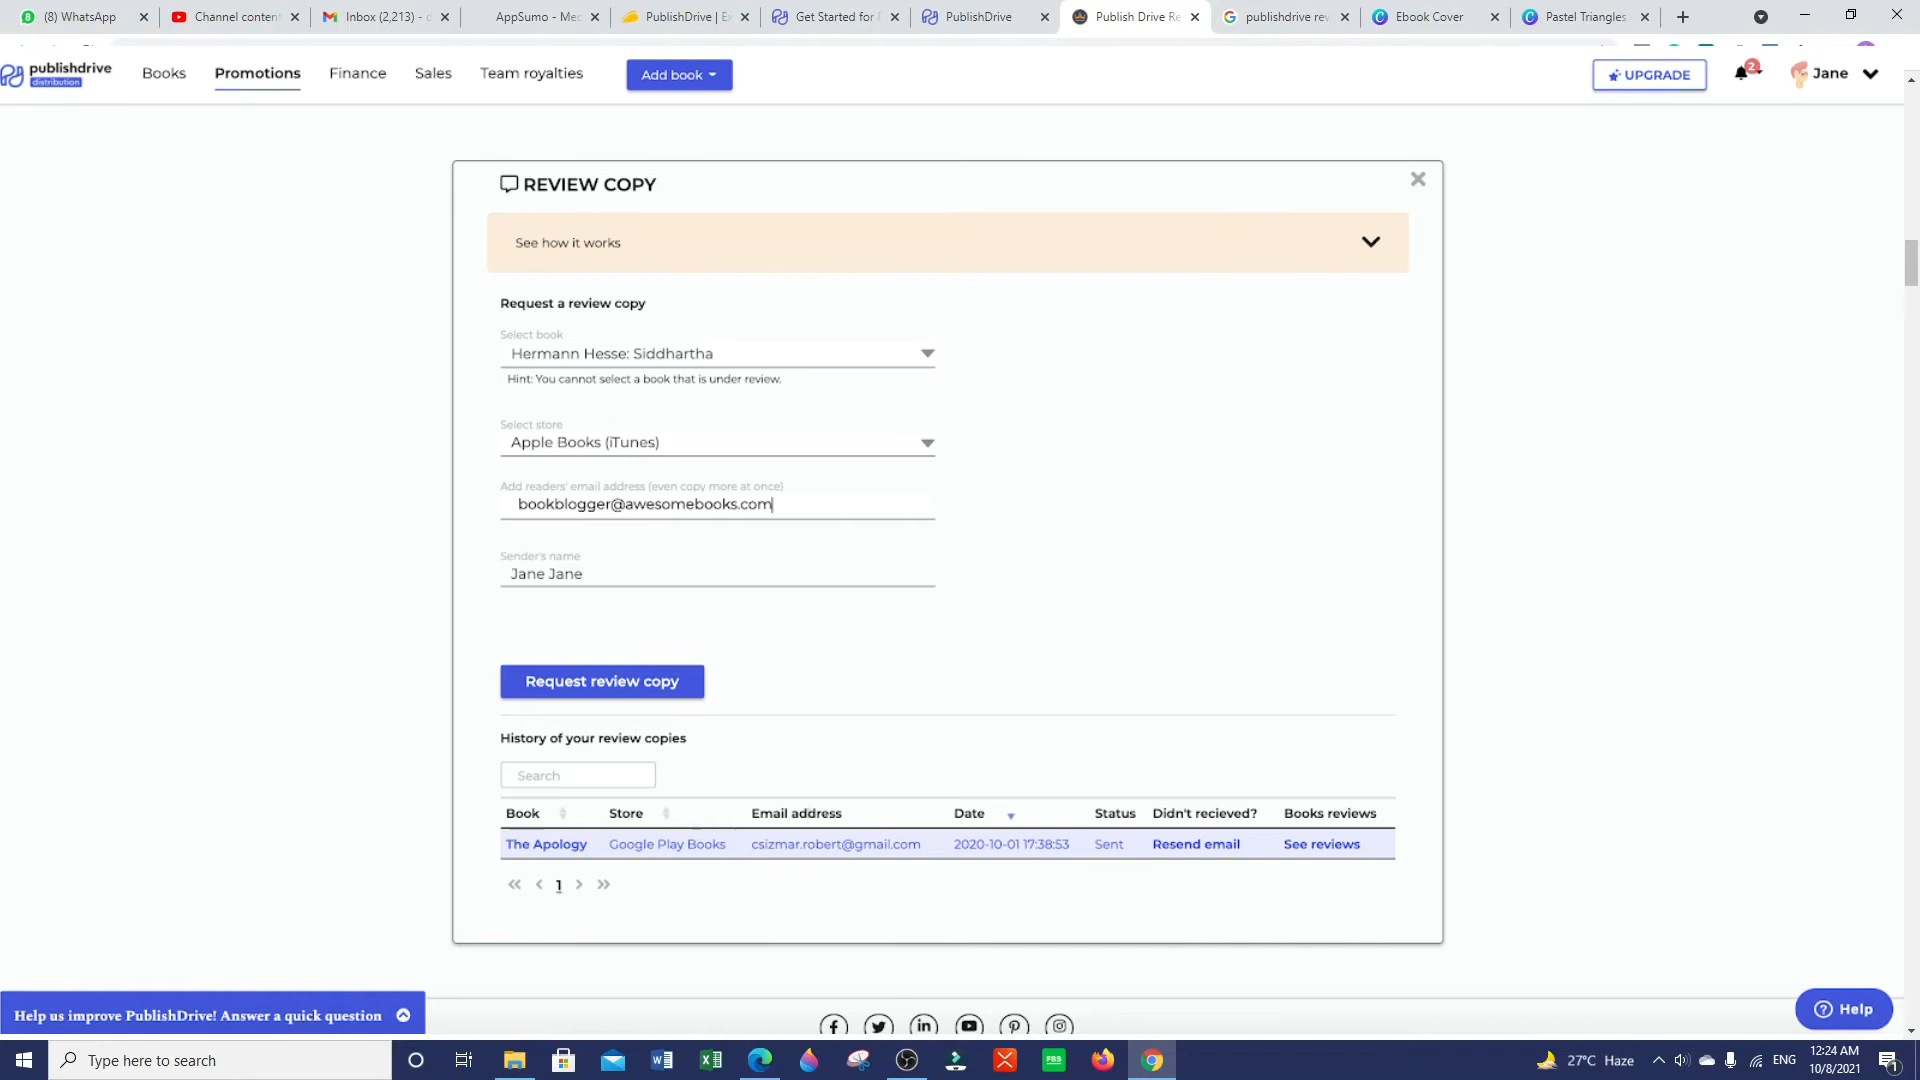 (8) WhatsApp
Channel content
Inbox (2,213) - d
AppSumo - Mec
PublishDrive | Ex
Get Started for F
PublishDrive
Publish Drive Re
publishdrive rev
Ebook Cover
Pastel Triangles
publishdrive
distribution
Books
Promotions
Finance
Sales
Team royalties
Add book
UPGRADE
2
Jane
REVIEW COPY
See how it works
Request a review copy
Select book
Hermann Hesse: Siddhartha
Hint: You cannot select a book that is under review.
Select store
Apple Books (iTunes)
Add readers' email address (even copy more at once)
bookblogger@awesomebooks.com
Sender's name
Jane Jane
Request review copy
History of your review copies
Search
Book Store Email address Date Status Didn't recieved? Books reviews
The Apology Google Play Books csizmar.robert@gmail.com 2020-10-01 17:38:53 Sent Resend email See reviews
« ‹ 1 › »
Help us improve PublishDrive! Answer a quick question
Help
Type here to search
FBS
27°C Haze
ENG
12:24 AM
10/8/2021
1